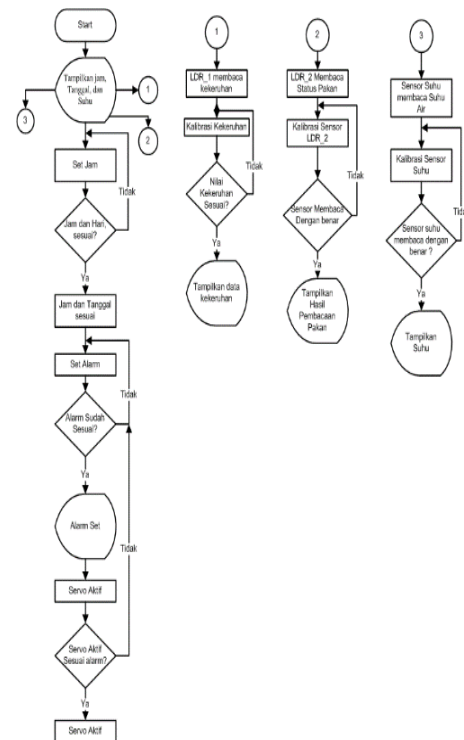 Start
Tampilkan jam,
Tanggal, dan
Suhu
1
3
2
Set Jam
Tidak
Jam dan Hari,
sesuai?
Ya
Jam dan Tanggal
sesuai
Set Alarm
Tidak
Alarm Sudah
Sesuai?
Ya
Alarm Set
Tidak
Servo Aktif
Servo Aktif
Sesuai alarm?
Ya
Servo Aktif
1
LDR_1 membaca
kekeruhan
Kalibrasi Kekeruhan
Tidak
Nilai
Kekeruhan
Sesuai?
Ya
Tampilkan data
kekeruhan
2
LDR_2 Membaca
Status Pakan
Kalibrasi Sensor
LDR_2
Tidak
Sensor Membaca
Dengan benar
Ya
Tampilkan
Hasil
Pembacaan
Pakan
3
Sensor Suhu
membaca Suhu
Air
Kalibrasi Sensor
Suhu
Tid
Sensor suhu
membaca dengan
benar ?
Ya
Tampilkan
Suhu